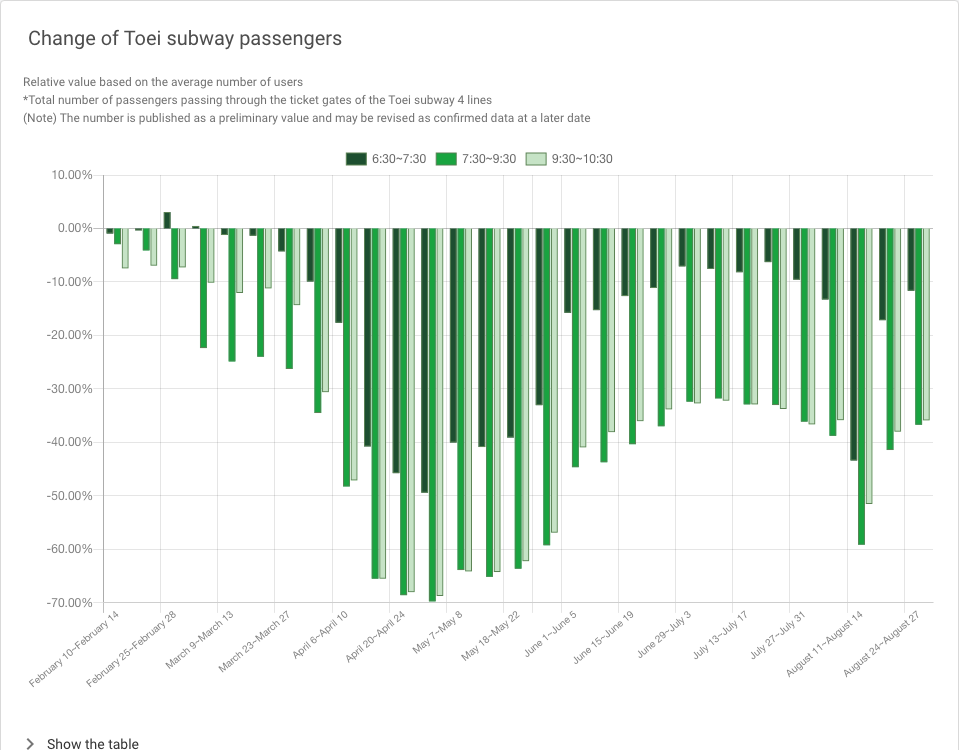 Change of Toei subway passengers
Relative value based on the average number of users
*Total number of passengers passing through the ticket gates of the Toei subway 4 lines
(Note) The number is published as a preliminary value and may be revised as confirmed data at a later date
6:30~7:30 7:30~9:30 9:30~10:30
10.00%
0.00%
-10.00%
-20.00%
-30.00%
-40.00%
-50.00%
-60.00%
-70.00%
February 10~February 14
February 25~February 28
March 9~March 13
March 23~March 27
April 6~April 10
April 20~April 24
May 7~May 8
May 18~May 22
June 1~June 5
June 15~June 19
June 29~July 3
July 13~July 17
July 27~July 31
August 11~August 14
August 24~August 27
Show the table